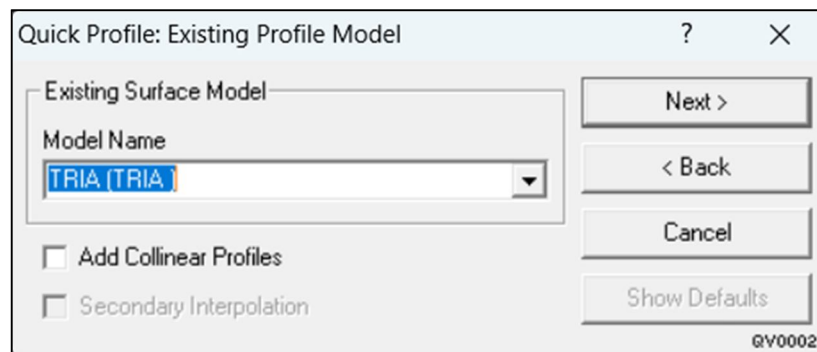 Quick Profile: Existing Profile Model ? ×
Existing Surface Model
Model Name
TRIA (TRIA )
Add Collinear Profiles
Secondary Interpolation
Next >
< Back
Cancel
Show Defaults
QV0002